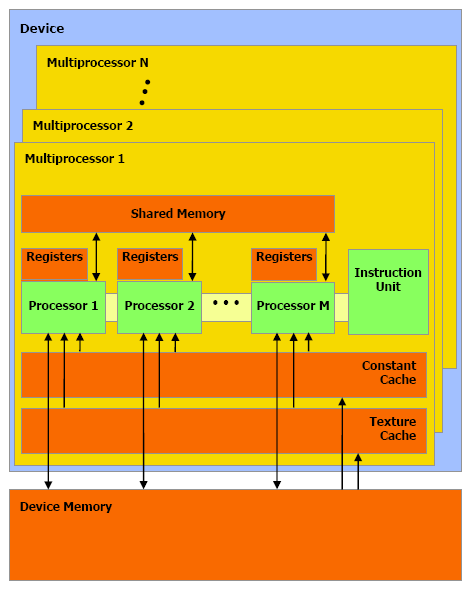 Device
Multiprocessor N
Multiprocessor 2
Multiprocessor 1
Shared Memory
Registers
Registers
Registers
Processor 1
Processor 2
Processor M
Instruction
Unit
Constant
Cache
Texture
Cache
Device Memory